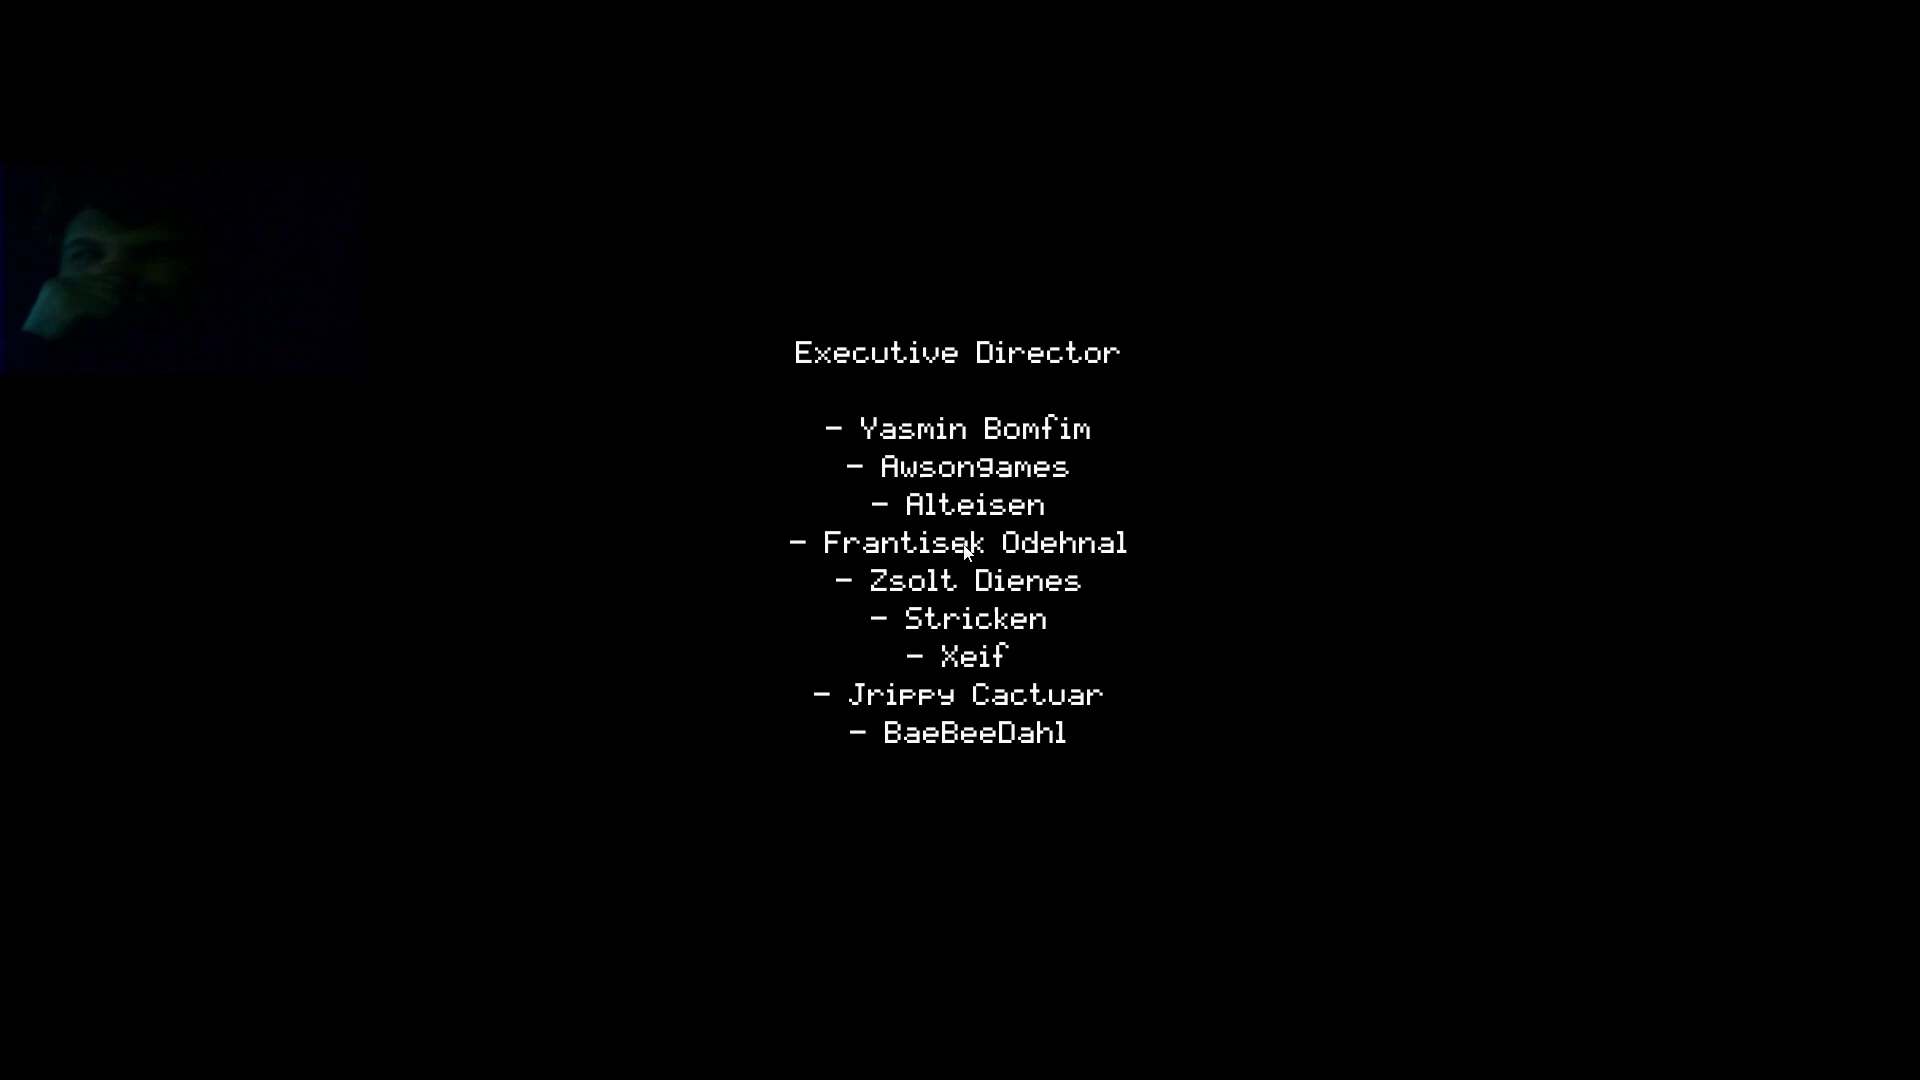 Executive Director
- Yasmin Bomfim
- Awsongames
- Alteisen
- Frantisek Odehnal
- Zsolt Dienes
- Stricken
- Xeif
- Jrippy Cactuar
- BaeBeeDahl